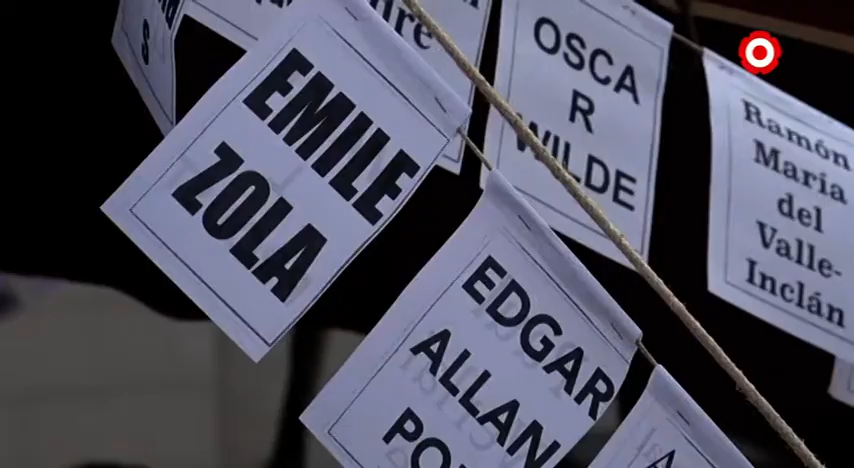 EMILE
ZOLA
OSCA
R
WILDE
Ramón
María
del
Valle-
Inclán
EDGAR
ALLAN